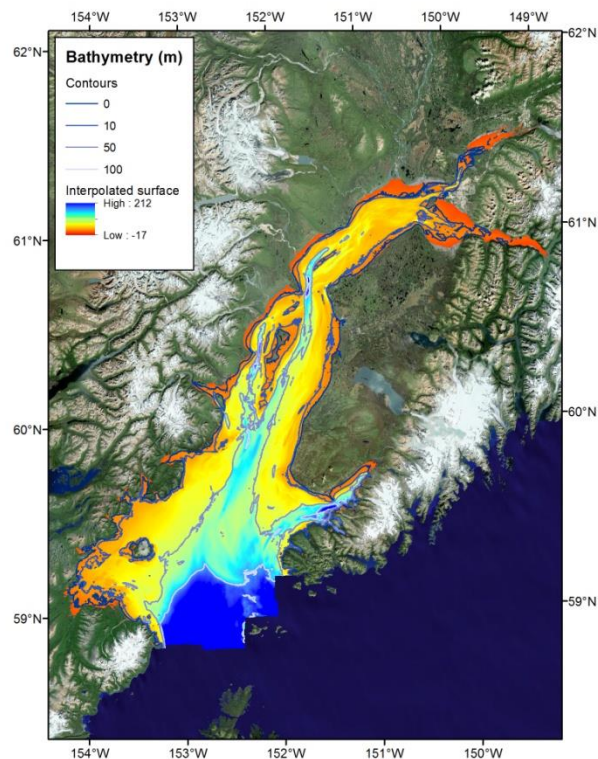 154°W 153°W 152°W 151°W 150°W 149°W
62°N 62°N
Bathymetry (m)
Contours
0
10
50
100
Interpolated surface
High : 212
Low : -17
61°N 61°N
60°N 60°N
59°N 59°N
154°W 153°W 152°W 151°W 150°W